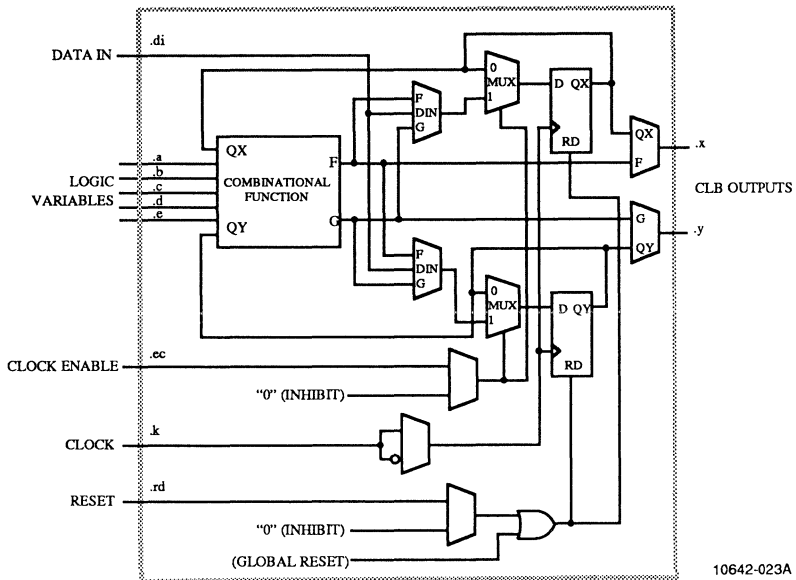 DATA IN
.di
0
MUX
1
D QX
RD
F
DIN
G
QX
F
.x
QX
.a
.b
.c
.d
.e
LOGIC
VARIABLES
COMBINATIONAL
FUNCTION
F
G
QY
CLB OUTPUTS
G
QY
.y
F
DIN
G
0
MUX
1
D QY
RD
CLOCK ENABLE
.ec
“0” (INHIBIT)
CLOCK
.k
RESET
.rd
“0” (INHIBIT)
(GLOBAL RESET)
10642-023A